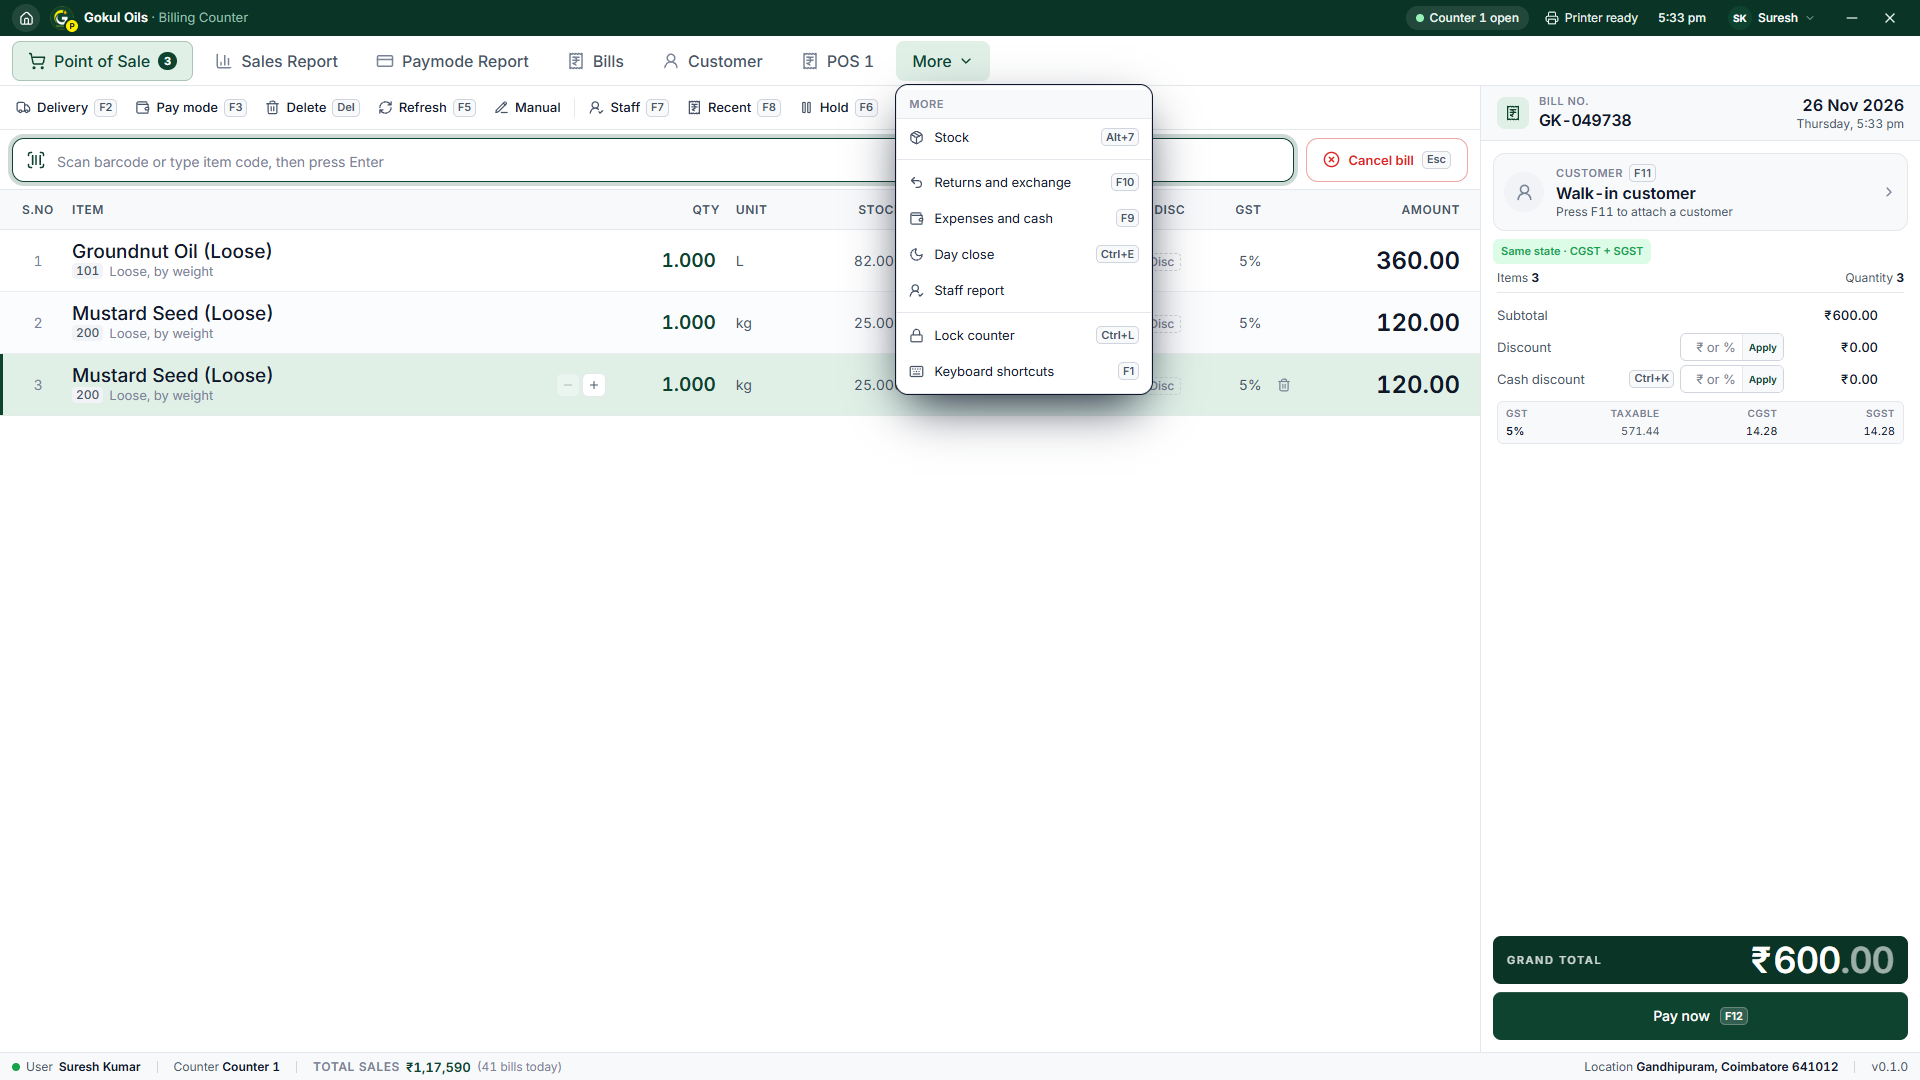 Gokul Oils · Billing Counter
Counter 1 open
Printer ready
5:33 pm
SK Suresh
Point of Sale 3
Sales Report
Paymode Report
Bills
Customer
POS 1
More
Delivery F2
Pay mode F3
Delete Del
Refresh F5
Manual
Staff F7
Recent F8
Hold F6
MORE
Stock Alt+7
Returns and exchange F10
Expenses and cash F9
Day close Ctrl+E
Staff report
Lock counter Ctrl+L
Keyboard shortcuts F1
Scan barcode or type item code, then press Enter
Cancel bill Esc
S.NO ITEM QTY UNIT STOC DISC GST AMOUNT
1 Groundnut Oil (Loose) 1.000 L 82.00 Disc 5% 360.00
101 Loose, by weight
2 Mustard Seed (Loose) 1.000 kg 25.00 Disc 5% 120.00
200 Loose, by weight
3 Mustard Seed (Loose) − + 1.000 kg 25.00 Disc 5% 120.00
200 Loose, by weight
BILL NO.
GK-049738
26 Nov 2026
Thursday, 5:33 pm
CUSTOMER F11
Walk-in customer
Press F11 to attach a customer
Same state · CGST + SGST
Items 3 Quantity 3
Subtotal ₹600.00
Discount ₹ or % Apply ₹0.00
Cash discount Ctrl+K ₹ or % Apply ₹0.00
GST TAXABLE CGST SGST
5% 571.44 14.28 14.28
GRAND TOTAL ₹600.00
Pay now F12
User Suresh Kumar
Counter Counter 1
TOTAL SALES ₹1,17,590 (41 bills today)
Location Gandhipuram, Coimbatore 641012
v0.1.0